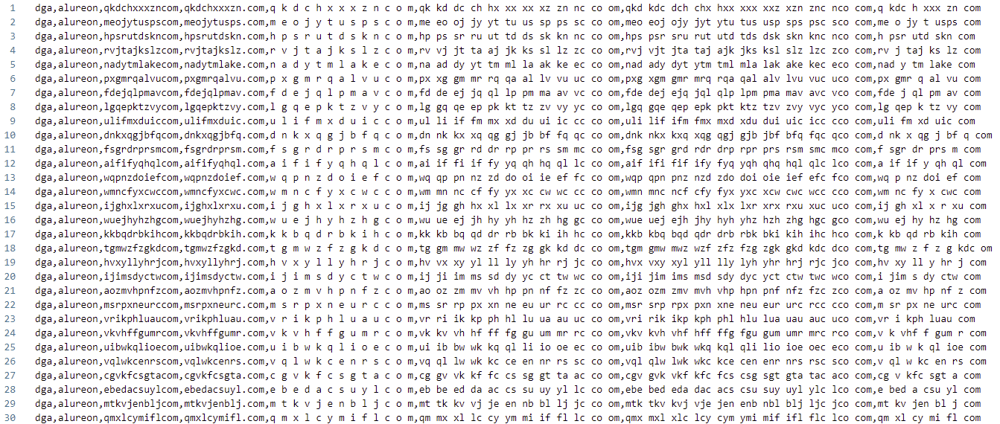 1 dga,alureon,qkdchxxxzncom,qkdchxxxzn.com,q k d c h x x x z n c o m,qk kd dc ch hx xx xx xz zn nc co om,qkd kdc dch chx hxx xxx xxz xzn znc nco com,q kdc h xxx zn com
2 dga,alureon,meojytuspscom,meojytusps.com,m e o j y t u s p s c o m,me eo oj jy yt tu us sp ps sc co om,meo eoj ojy jyt ytu tus usp sps psc sco com,me o jy t usps com
3 dga,alureon,hpsrutdskncom,hpsrutdskn.com,h p s r u t d s k n c o m,hp ps sr ru ut td ds sk kn nc co om,hps psr sru rut utd tds dsk skn knc nco com,h psr utd skn com
4 dga,alureon,rvjtajkslzcom,rvjtajkslz.com,r v j t a j k s l z c o m,rv vj jt ta aj jk ks sl lz zc co om,rvj vjt jta taj ajk jks ksl slz lzc zco com,rv j taj ks lz com
5 dga,alureon,nadytmlakecom,nadytmlake.com,n a d y t m l a k e c o m,na ad dy yt tm ml la ak ke ec co om,nad ady dyt ytm tml mla lak ake kec eco com,nad y tm lake com
6 dga,alureon,pxgmrqalvucom,pxgmrqalvu.com,p x g m r q a l v u c o m,px xg gm mr rq qa al lv vu uc co om,pxg xgm gmr mrq rqa qal alv lvu vuc uco com,px gmr q al vu com
7 dga,alureon,fdejqlpmavcom,fdejqlpmav.com,f d e j q l p m a v c o m,fd de ej jq ql lp pm ma av vc co om,fde dej ejq jql qlp lpm pma mav avc vco com,fde j ql pm av com
8 dga,alureon,lgqepktzvycom,lgqepktzvy.com,l g q e p k t z v y c o m,lg gq qe ep pk kt tz zv vy yc co om,lgq gqe qep epk pkt ktz tzv zvy vyc yco com,lg qep k tz vy com
9 dga,alureon,ulifmxduiccom,ulifmxduic.com,u l i f m x d u i c c o m,ul li if fm mx xd du ui ic cc co om,uli lif ifm fmx mxd xdu dui uic icc cco com,uli fm xd uic com
10 dga,alureon,dnkxqgjbfqcom,dnkxqgjbfq.com,d n k x q g j b f q c o m,dn nk kx xq qg gj jb bf fq qc co om,dnk nkx kxq xqg qgj gjb jbf bfq fqc qco com,d nk x qg j bf q com
11 dga,alureon,fsgrdrprsmcom,fsgrdrprsm.com,f s g r d r p r s m c o m,fs sg gr rd dr rp pr rs sm mc co om,fsg sgr grd rdr drp rpr prs rsm smc mco com,f sgr dr prs m com
12 dga,alureon,aififyqhqlcom,aififyqhql.com,a i f i f y q h q l c o m,ai if fi if fy yq qh hq ql lc co om,aif ifi fif ify fyq yqh qhq hql qlc lco com,a if if y qh ql com
13 dga,alureon,wqpnzdoiefcom,wqpnzdoief.com,w q p n z d o i e f c o m,wq qp pn nz zd do oi ie ef fc co om,wqp qpn pnz nzd zdo doi oie ief efc fco com,wq p nz doi ef com
14 dga,alureon,wmncfyxcwccom,wmncfyxcwc.com,w m n c f y x c w c c o m,wm mn nc cf fy yx xc cw wc cc co om,wmn mnc ncf cfy fyx yxc xcw cwc wcc cco com,wm nc fy x cwc com
15 dga,alureon,ijghxlxrxucom,ijghxlxrxu.com,i j g h x l x r x u c o m,ij jg gh hx xl lx xr rx xu uc co om,ijg jgh ghx hxl xlx lxr xrx rxu xuc uco com,ij gh xl x r xu com
16 dga,alureon,wuejhyhzhgcom,wuejhyhzhg.com,w u e j h y h z h g c o m,wu ue ej jh hy yh hz zh hg gc co om,wue uej ejh jhy hyh yhz hzh zhg hgc gco com,wu ej hy hz hg com
17 dga,alureon,kkbqdrbkihcom,kkbqdrbkih.com,k k b q d r b k i h c o m,kk kb bq qd dr rb bk ki ih hc co om,kkb kbq bqd qdr drb rbk bki kih ihc hco com,k kb qd rb kih com
18 dga,alureon,tgmwzfzgkdcom,tgmwzfzgkd.com,t g m w z f z g k d c o m,tg gm mw wz zf fz zg gk kd dc co om,tgm gmw mwz wzf zfz fzg zgk gkd kdc dco com,tg mw z f z g kdc om
19 dga,alureon,hvxyllyhrjcom,hvxyllyhrj.com,h v x y l l y h r j c o m,hv vx xy yl ll ly yh hr rj jc co om,hvx vxy xyl yll lly lyh yhr hrj rjc jco com,hv xy ll y hr j com
20 dga,alureon,ijimsdyctwcom,ijimsdyctw.com,i j i m s d y c t w c o m,ij ji im ms sd dy yc ct tw wc co om,iji jim ims msd sdy dyc yct ctw twc wco com,i jim s dy ctw com
21 dga,alureon,aozmvhpnfzcom,aozmvhpnfz.com,a o z m v h p n f z c o m,ao oz zm mv vh hp pn nf fz zc co om,aoz ozm zmv mvh vhp hpn pnf nfz fzc zco com,a oz mv hp nf z com
22 dga,alureon,msrpxneurccom,msrpxneurc.com,m s r p x n e u r c c o m,ms sr rp px xn ne eu ur rc cc co om,msr srp rpx pxn xne neu eur urc rcc cco com,m sr px ne urc com
23 dga,alureon,vrikphluaucom,vrikphluau.com,v r i k p h l u a u c o m,vr ri ik kp ph hl lu ua au uc co om,vri rik ikp kph phl hlu lua uau auc uco com,vr i kph luau com
24 dga,alureon,vkvhffgumrcom,vkvhffgumr.com,v k v h f f g u m r c o m,vk kv vh hf ff fg gu um mr rc co om,vkv kvh vhf hff ffg fgu gum umr mrc rco com,v k vhf f gum r com
25 dga,alureon,uibwkqlioecom,uibwkqlioe.com,u i b w k q l i o e c o m,ui ib bw wk kq ql li io oe ec co om,uib ibw bwk wkq kql qli lio ioe oec eco com,u ib w k ql ioe com
26 dga,alureon,vqlwkcenrscom,vqlwkcenrs.com,v q l w k c e n r s c o m,vq ql lw wk kc ce en nr rs sc co om,vql qlw lwk wkc kce cen enr nrs rsc sco com,v ql w kc en rs com
27 dga,alureon,cgvkfcsgtacom,cgvkfcsgta.com,c g v k f c s g t a c o m,cg gv vk kf fc cs sg gt ta ac co om,cgv gvk vkf kfc fcs csg sgt gta tac aco com,cg v kfc sgt a com
28 dga,alureon,ebedacsuylcom,ebedacsuyl.com,e b e d a c s u y l c o m,eb be ed da ac cs su uy yl lc co om,ebe bed eda dac acs csu suy uyl ylc lco com,e bed a csu yl com
29 dga,alureon,mtkvjenbljcom,mtkvjenblj.com,m t k v j e n b l j c o m,mt tk kv vj je en nb bl lj jc co om,mtk tkv kvj vje jen enb nbl blj ljc jco com,mt kv jen bl j com
30 dga,alureon,qmxlcymiflcom,qmxlcymifl.com,q m x l c y m i f l c o m,qm mx xl lc cy ym mi if fl lc co om,qmx mxl xlc lcy cym ymi mif ifl flc lco com,qm xl cy mi fl com